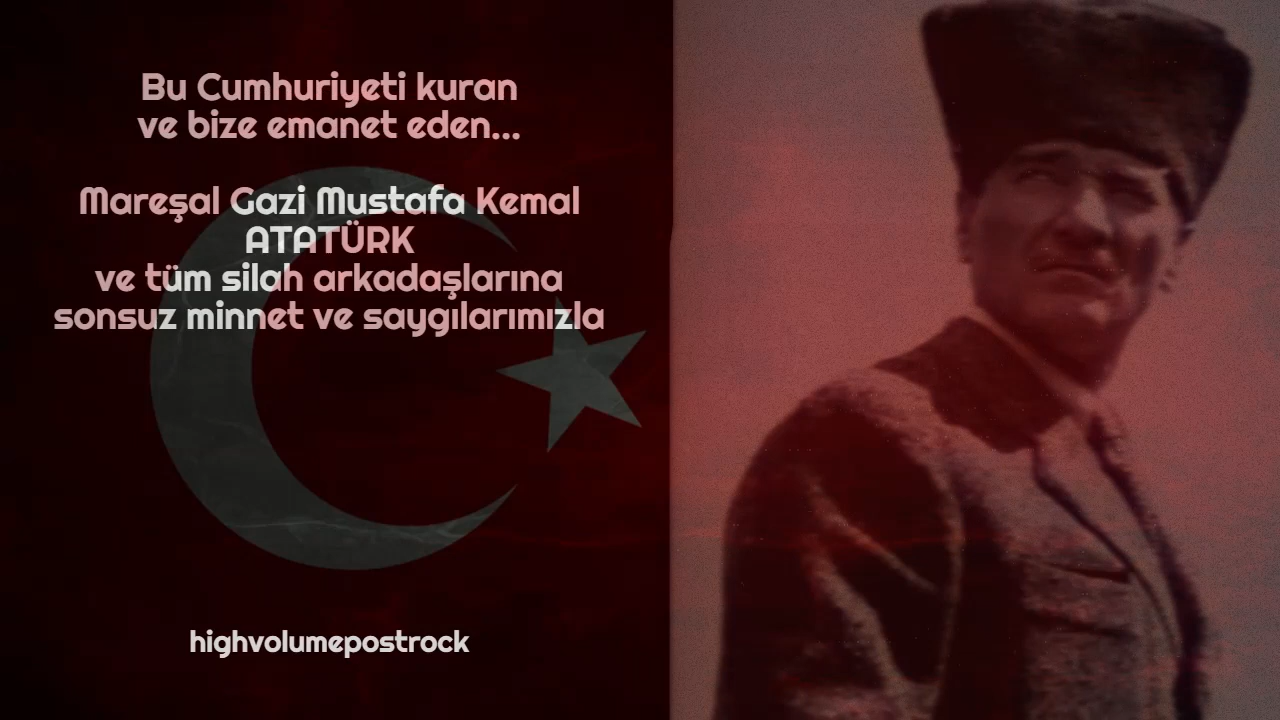 Bu Cumhuriyeti kuran
ve bize emanet eden...
Mareşal Gazi Mustafa Kemal
ATATÜRK
ve tüm silah arkadaşlarına
sonsuz minnet ve saygılarımızla
highvolumepostrock